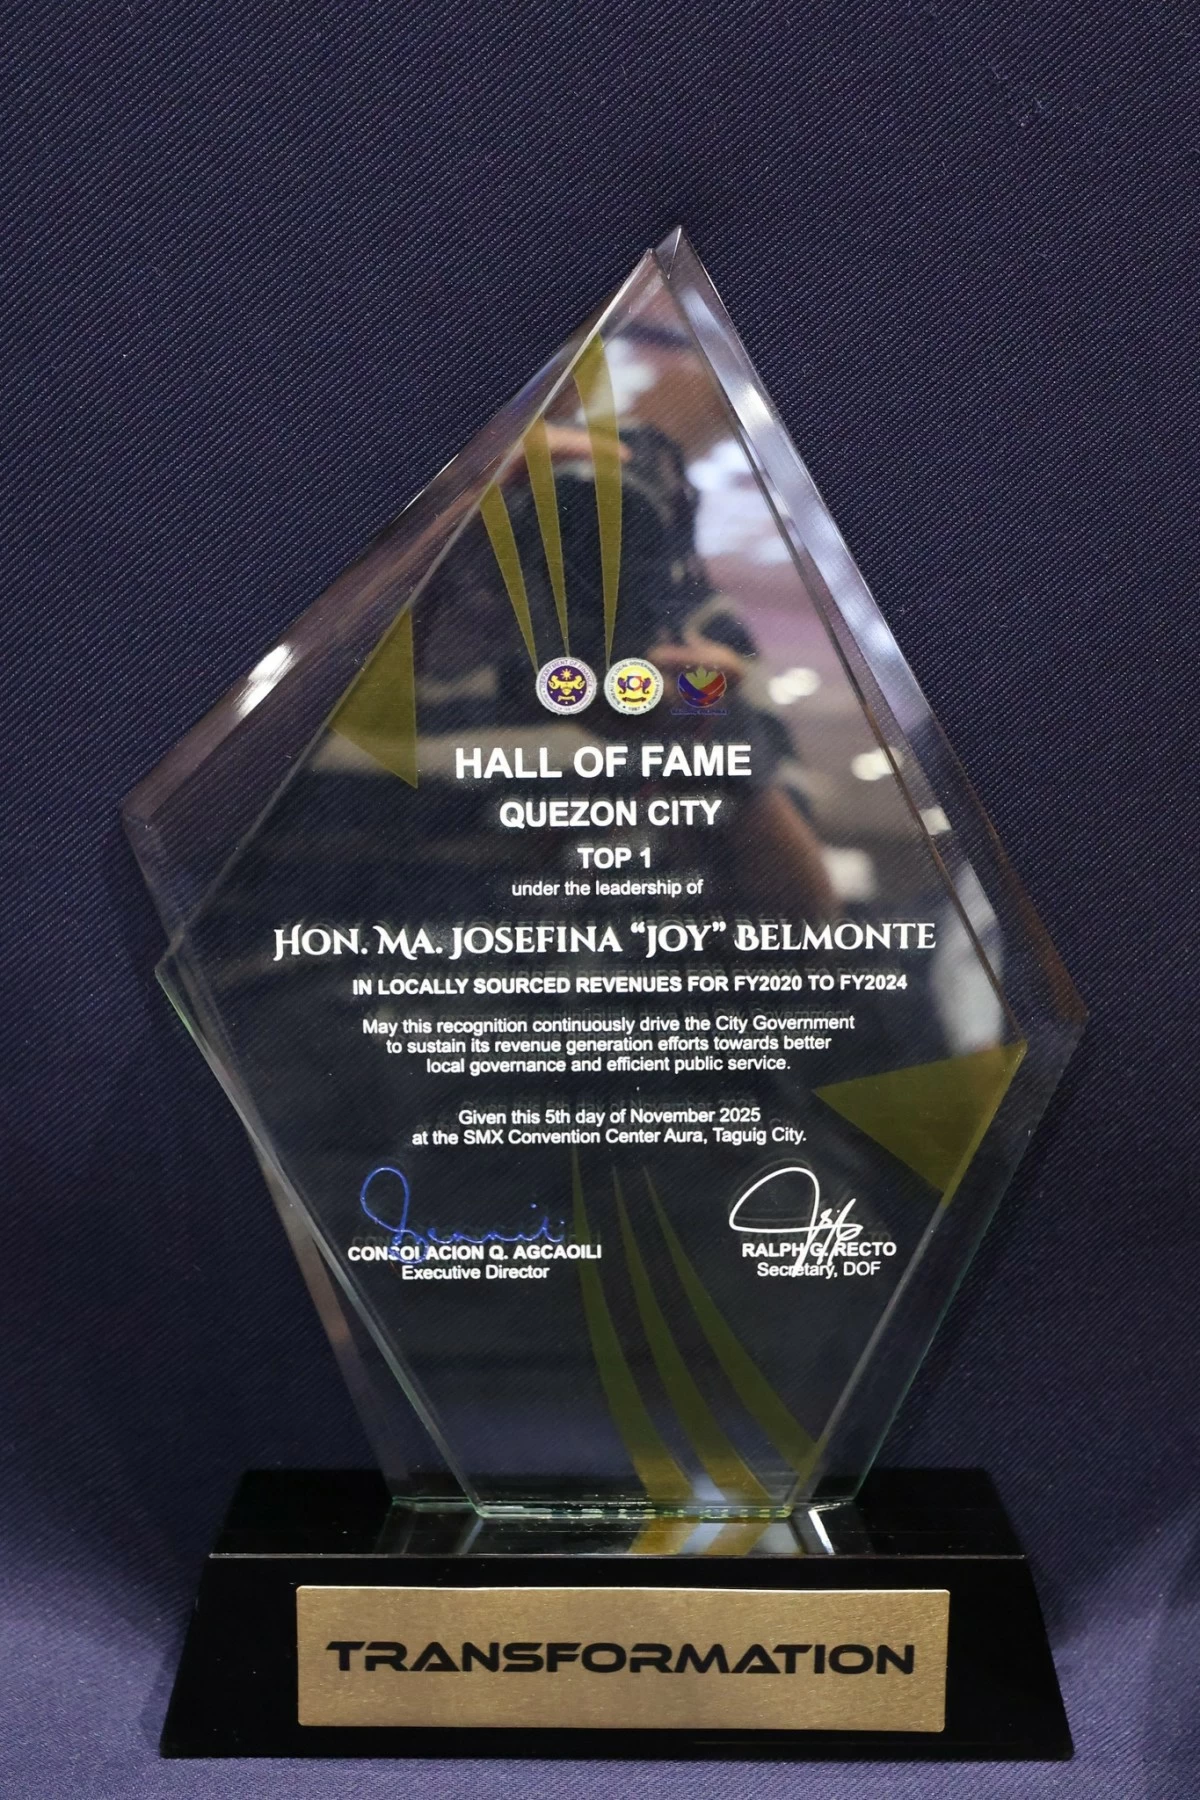 HALL OF FAME
QUEZON CITY
TOP 1
under the leadership of
HON. MA. JOSEFINA “JOY” BELMONTE
IN LOCALLY SOURCED REVENUES FOR FY2020 TO FY2024
May this recognition continuously drive the City Government
to sustain its revenue generation efforts towards better
local governance and efficient public service.
Given this 5th day of November 2025
at the SMX Convention Center Aura, Taguig City.
CONSOLACION Q. AGCAOILI
Executive Director
RALPH G. RECTO
Secretary, DOF
TRANSFORMATION